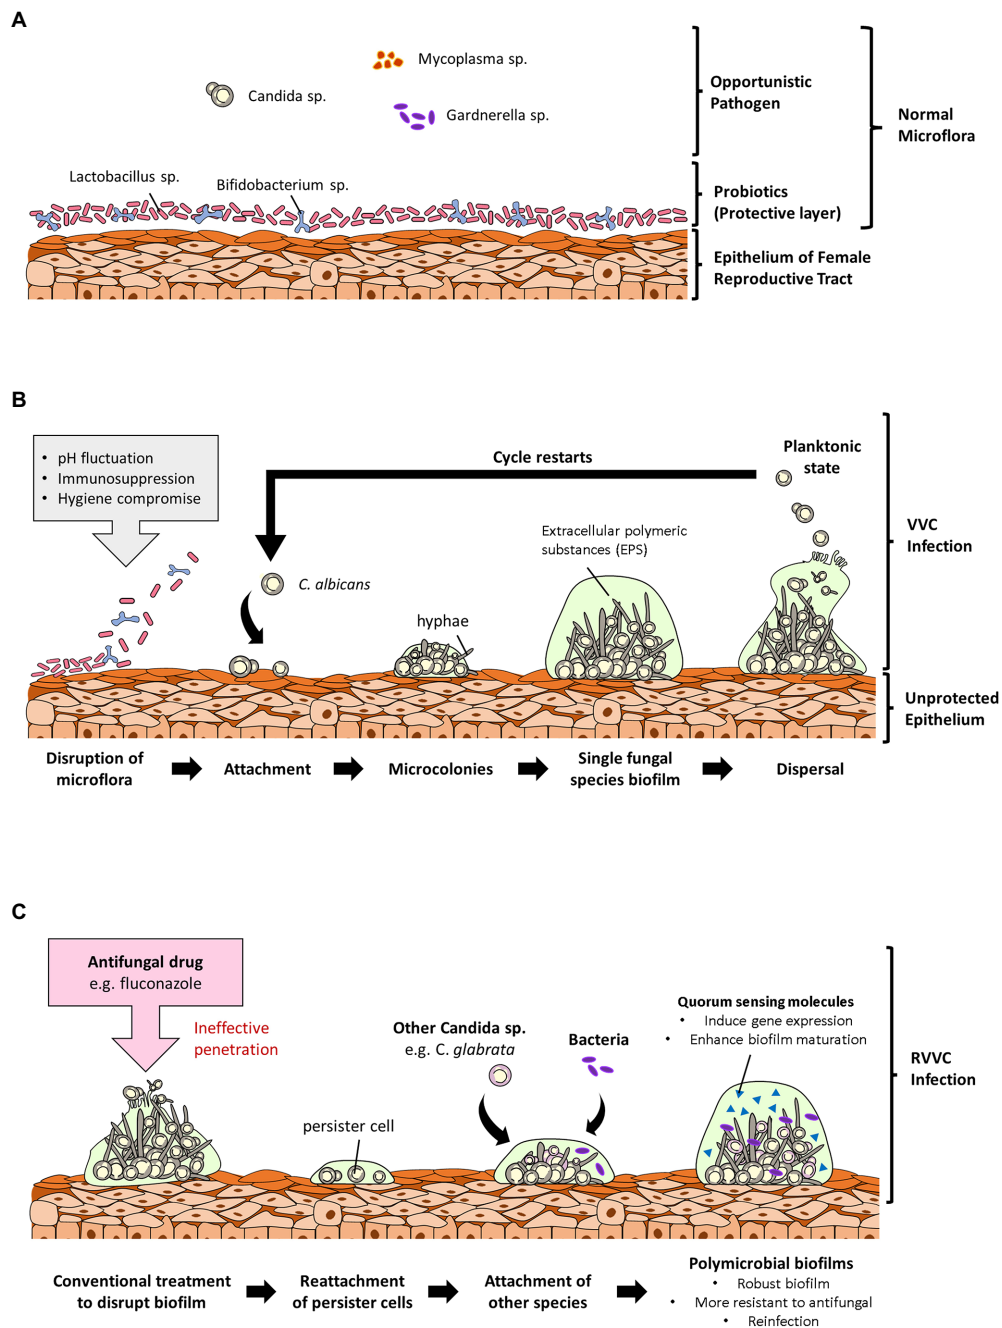 A
Mycoplasma sp.
Candida sp.
Gardnerella sp.
Opportunistic
Pathogen
Normal
Microflora
Lactobacillus sp.
Bifidobacterium sp.
Probiotics
(Protective layer)
Epithelium of Female
Reproductive Tract
B
• pH fluctuation
• Immunosuppression
• Hygiene compromise
Cycle restarts
Planktonic
state
Extracellular polymeric
substances (EPS)
C. albicans
hyphae
VVC
Infection
Unprotected
Epithelium
Disruption of
microflora
Attachment
Microcolonies
Single fungal
species biofilm
Dispersal
C
Antifungal drug
e.g. fluconazole
Ineffective
penetration
persister cell
Other Candida sp.
e.g. C. glabrata
Bacteria
Quorum sensing molecules
• Induce gene expression
• Enhance biofilm maturation
RVVC
Infection
Conventional treatment
to disrupt biofilm
Reattachment
of persister cells
Attachment of
other species
Polymicrobial biofilms
• Robust biofilm
• More resistant to antifungal
• Reinfection